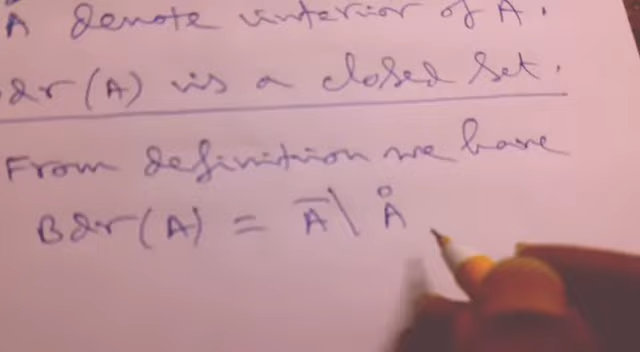 Å denote interior of A.
Bdr(A) is a closed set.
From definition we have
Bdr(A) = A̅ \ Å